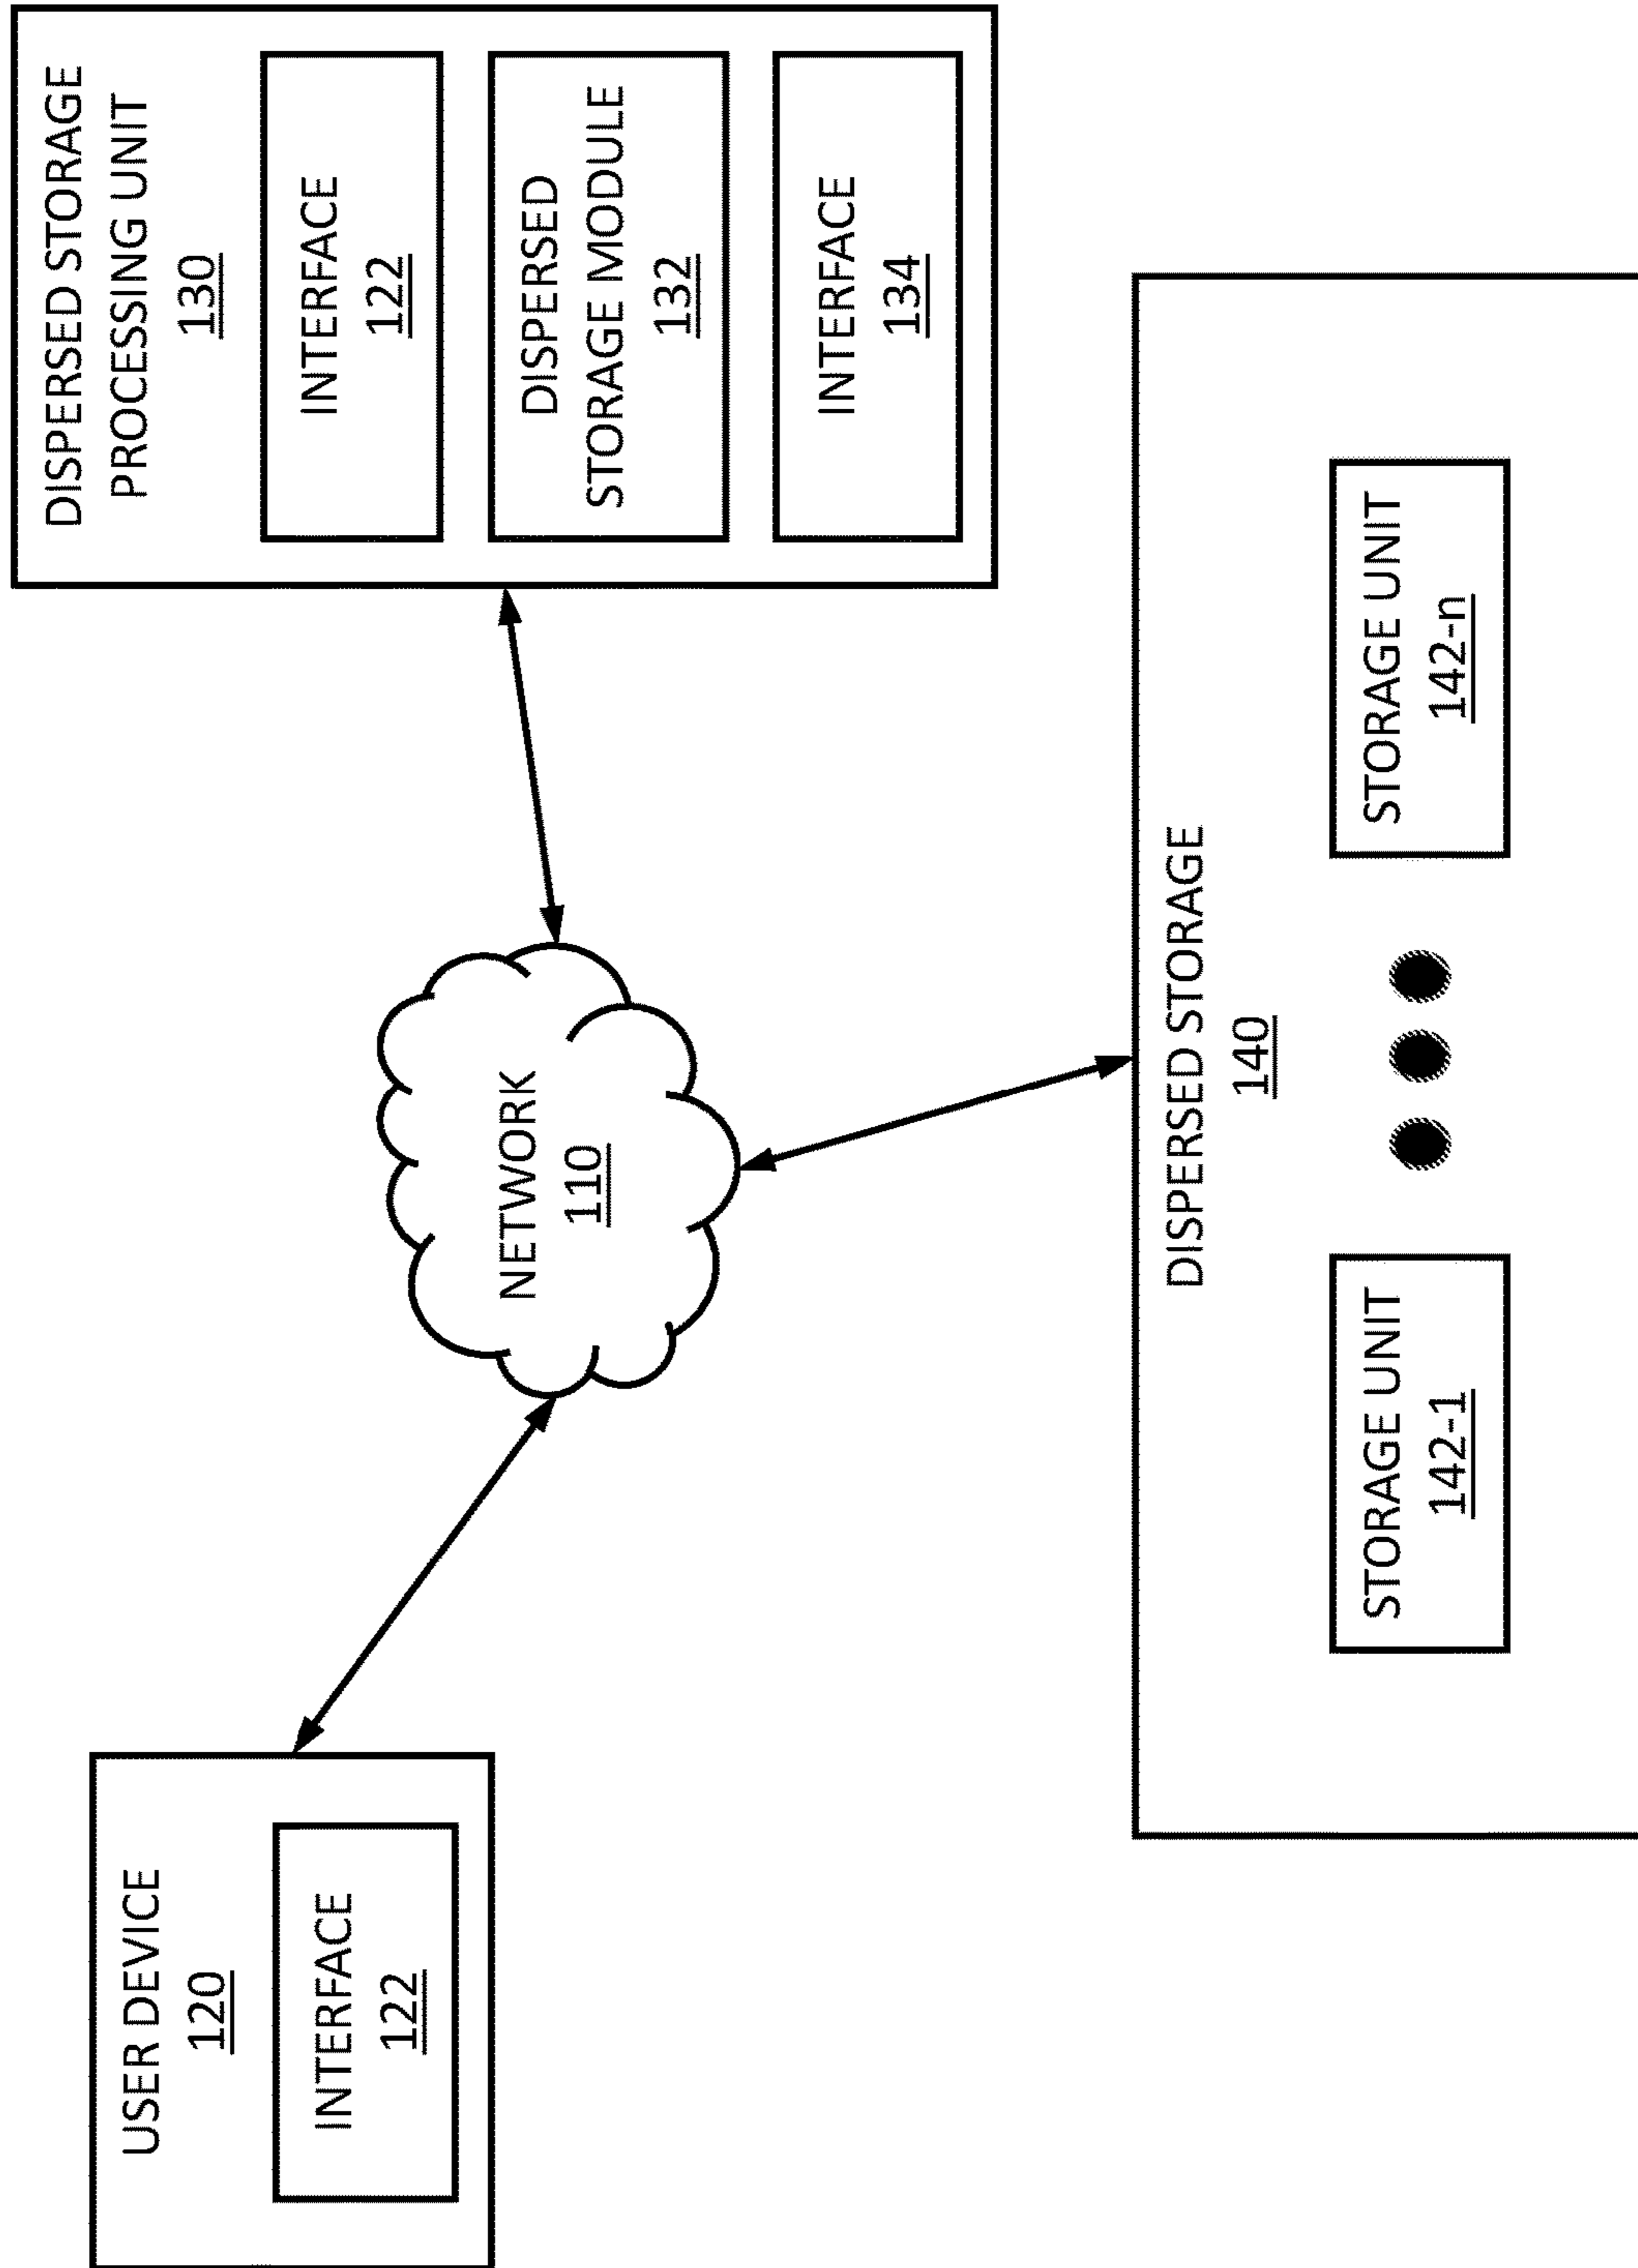 USER DEVICE
120
INTERFACE
122
NETWORK
110
DISPERSED STORAGE
PROCESSING UNIT
130
INTERFACE
122
DISPERSED
STORAGE MODULE
132
INTERFACE
134
DISPERSED STORAGE
140
STORAGE UNIT
142-1
STORAGE UNIT
142-n